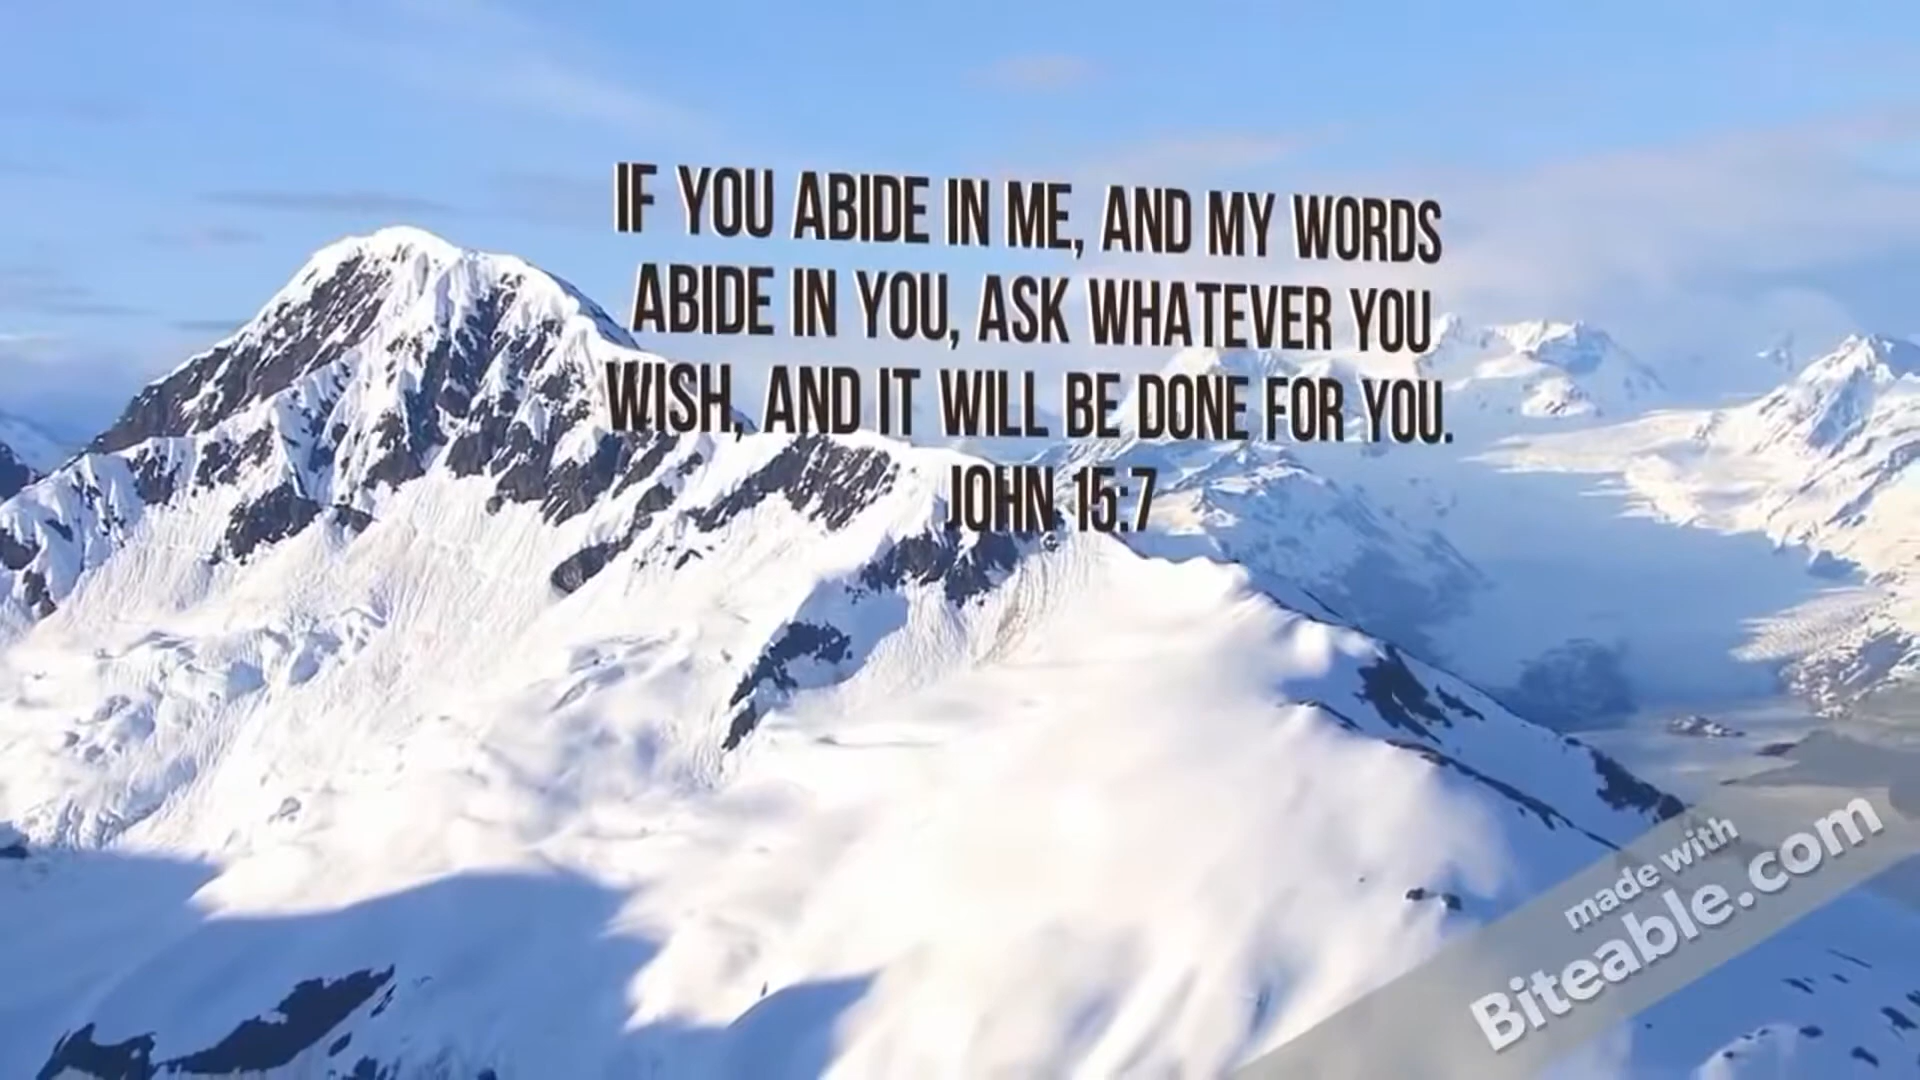 IF YOU ABIDE IN ME, AND MY WORDS
ABIDE IN YOU, ASK WHATEVER YOU
WISH, AND IT WILL BE DONE FOR YOU.
JOHN 15:7
made with
Biteable.com